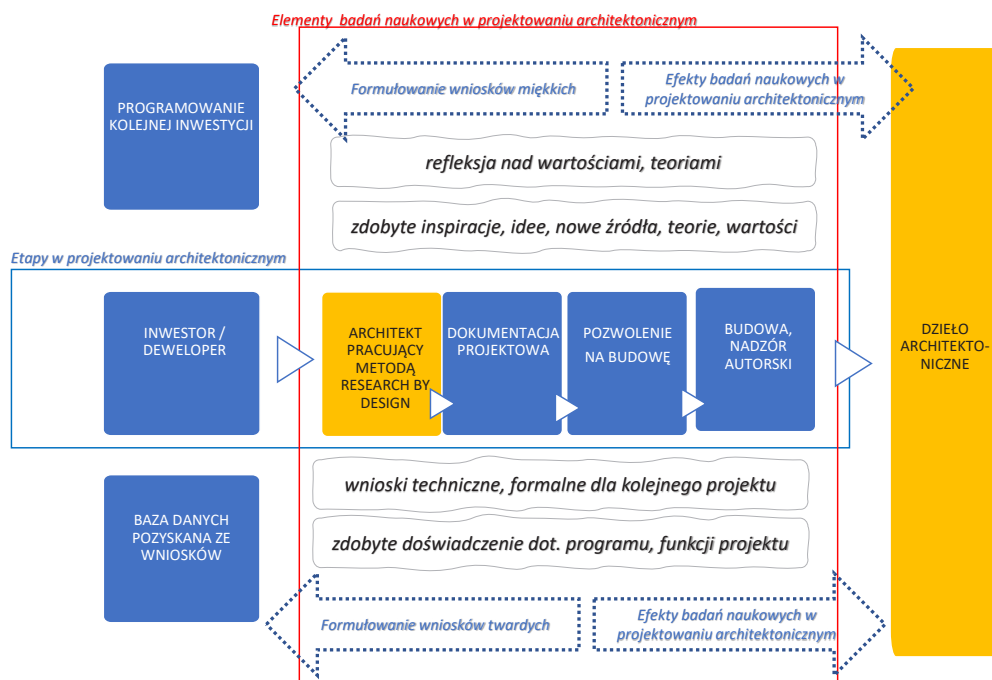 Elementy badań naukowych w projektowaniu architektonicznym
PROGRAMOWANIE
KOLEJNEJ INWESTYCJI
Formułowanie wniosków miękkich
Efekty badań naukowych w
projektowaniu architektonicznym
refleksja nad wartościami, teoriami
zdobyte inspiracje, idee, nowe źródła, teorie, wartości
Etapy w projektowaniu architektonicznym
INWESTOR /
DEWELOPER
ARCHITEKT
PRACUJĄCY
METODĄ
RESEARCH BY
DESIGN
DOKUMENTACJA
PROJEKTOWA
POZWOLENIE
NA BUDOWĘ
BUDOWA,
NADZÓR
AUTORSKI
DZIEŁO
ARCHITEKTO-
NICZNE
wnioski techniczne, formalne dla kolejnego projektu
zdobyte doświadczenie dot. programu, funkcji projektu
BAZA DANYCH
POZYSKANA ZE
WNIOSKÓW
Formułowanie wniosków twardych
Efekty badań naukowych w
projektowaniu architektonicznym